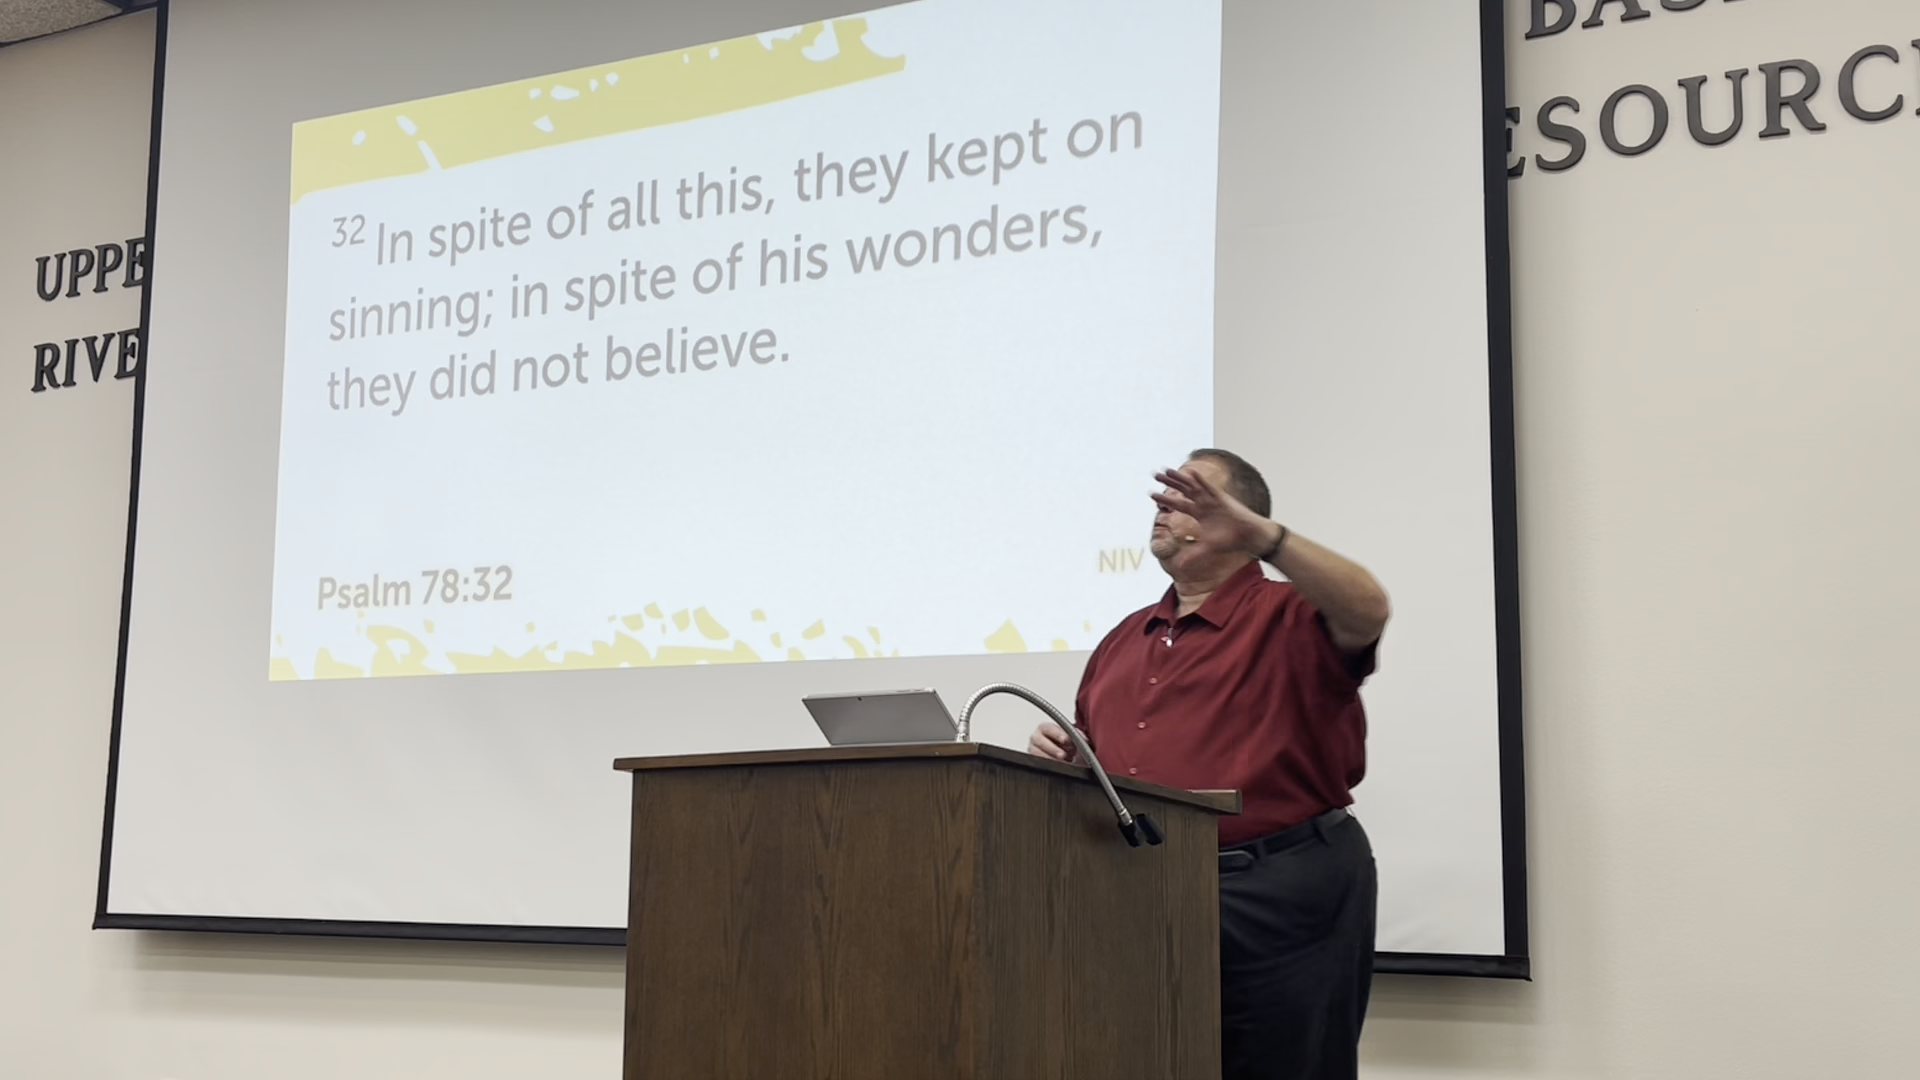 BAS
ESOURC
UPPE
RIVE
32 In spite of all this, they kept on
sinning; in spite of his wonders,
they did not believe.
Psalm 78:32
NIV